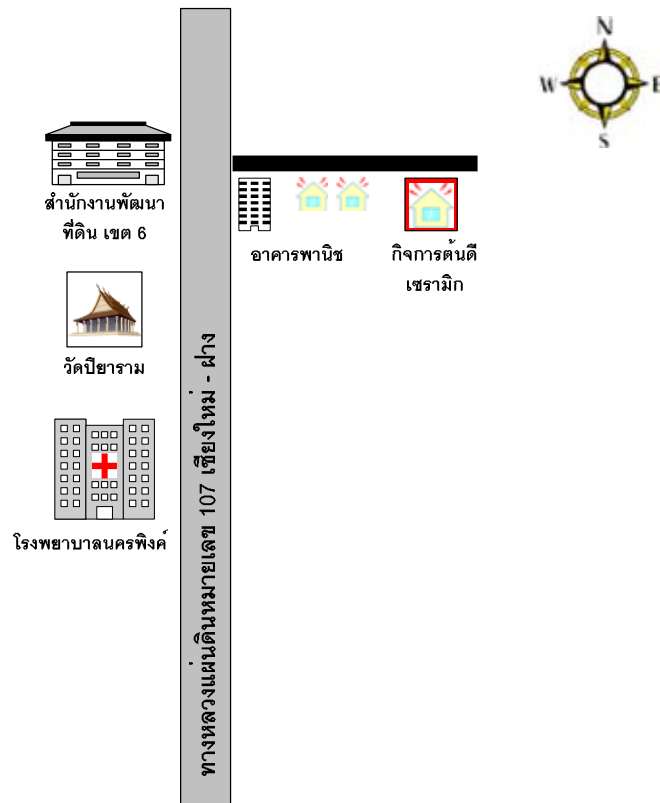 N
W
E
S
สำนักงานพัฒนา
ที่ดิน เขต 6
อาคารพานิช
กิจการต้นดี
เซรามิก
วัดปิยาราม
โรงพยาบาลนครพิงค์
ทางหลวงแผ่นดินหมายเลข 107 เชียงใหม่ - ฝาง